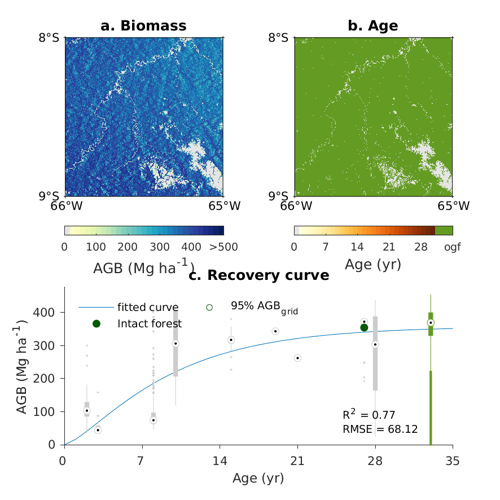 a. Biomass
b. Age
8°S
9°S
66°W
65°W
8°S
9°S
66°W
65°W
0 100 200 300 400 >500
AGB (Mg ha⁻¹)
0 7 14 21 28 ogf
Age (yr)
c. Recovery curve
AGB (Mg ha⁻¹)
400
300
200
100
0
fitted curve
Intact forest
95% AGBgrid
R² = 0.77
RMSE = 68.12
0 7 14 21 28 35
Age (yr)